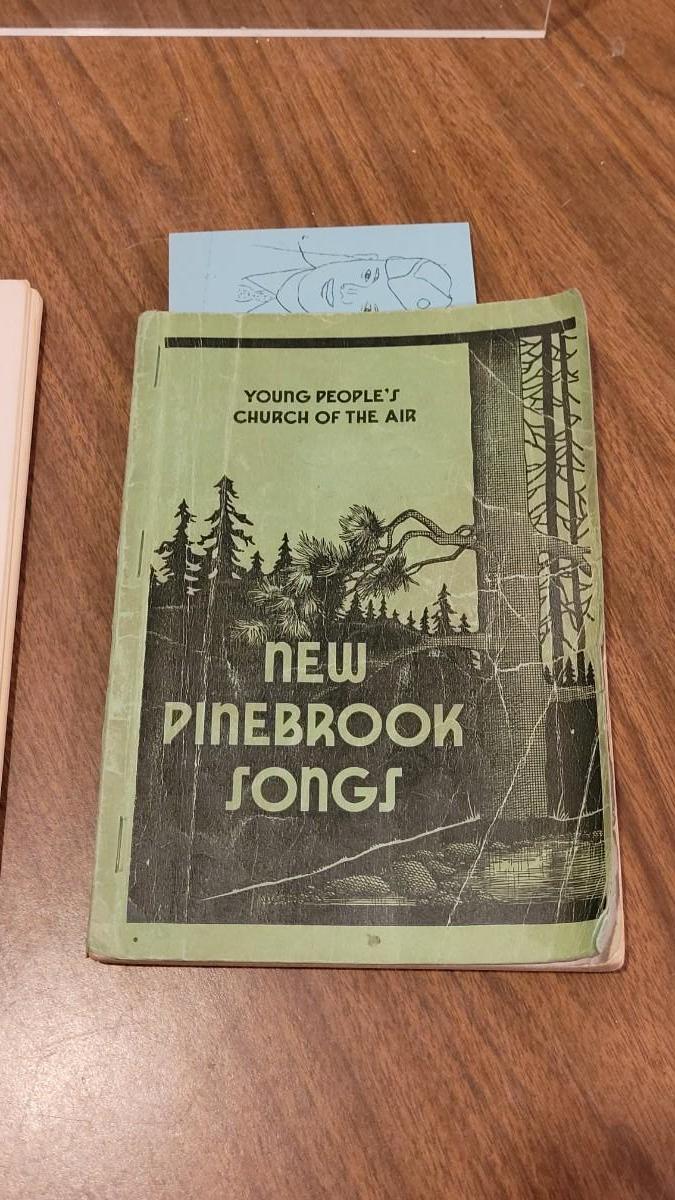 YOUNG PEOPLE'S
CHURCH OF THE AIR
NEW
PINEBROOK
SONGS